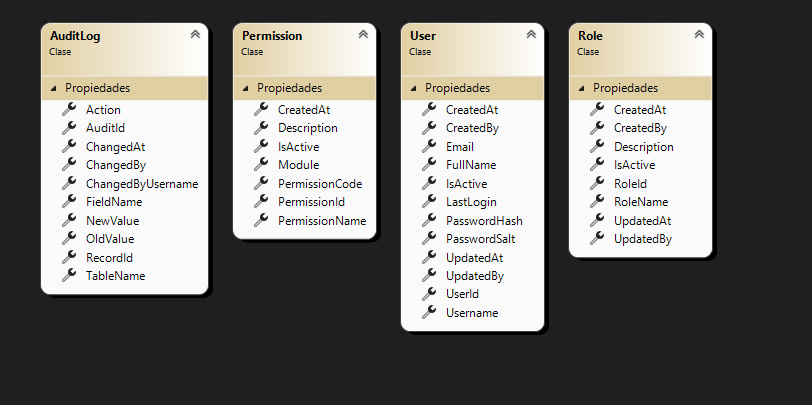 AuditLog
Clase
Propiedades
Action
AuditId
ChangedAt
ChangedBy
ChangedByUsername
FieldName
NewValue
OldValue
RecordId
TableName
Permission
Clase
Propiedades
CreatedAt
Description
IsActive
Module
PermissionCode
PermissionId
PermissionName
User
Clase
Propiedades
CreatedAt
CreatedBy
Email
FullName
IsActive
LastLogin
PasswordHash
PasswordSalt
UpdatedAt
UpdatedBy
UserId
Username
Role
Clase
Propiedades
CreatedAt
CreatedBy
Description
IsActive
RoleId
RoleName
UpdatedAt
UpdatedBy